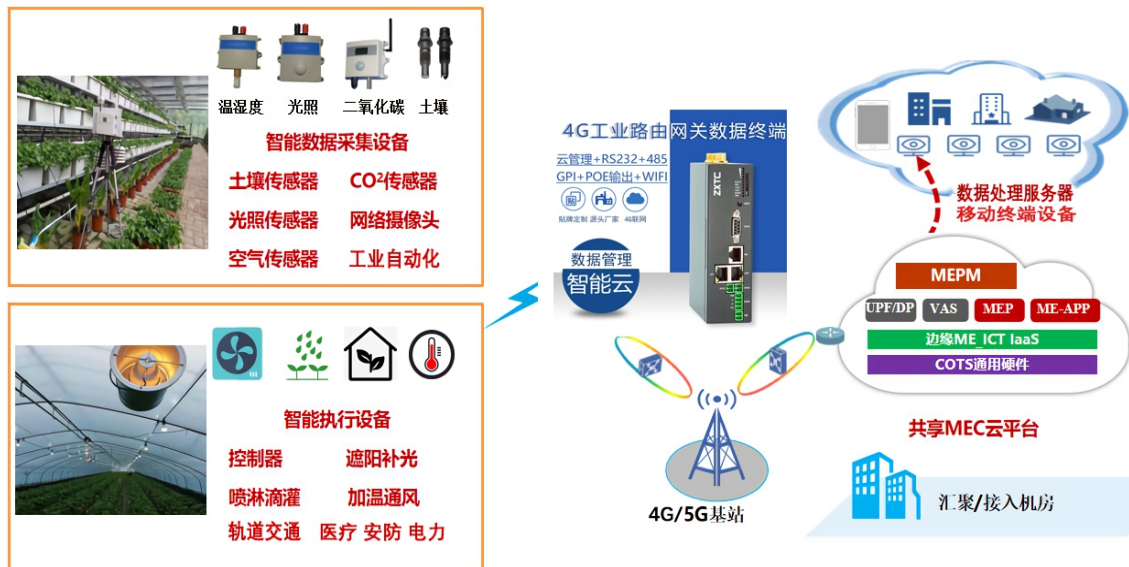 温湿度 光照 二氧化碳 土壤
智能数据采集设备
土壤传感器 CO²传感器
光照传感器 网络摄像头
空气传感器 工业自动化
智能执行设备
控制器 遮阳补光
喷淋滴灌 加温通风
轨道交通 医疗 安防 电力
4G工业路由网关数据终端
云管理+RS232+485
GPI+POE输出+WIFI
贴
贴牌定制 源头厂家 4G联网
数据管理
智能云
ZXTC
4G/5G基站
数据处理服务器
移动终端设备
MEPM
UPF/DP VAS MEP ME-APP
边缘ME_ICT IaaS
COTS通用硬件
共享MEC云平台
汇聚/接入机房